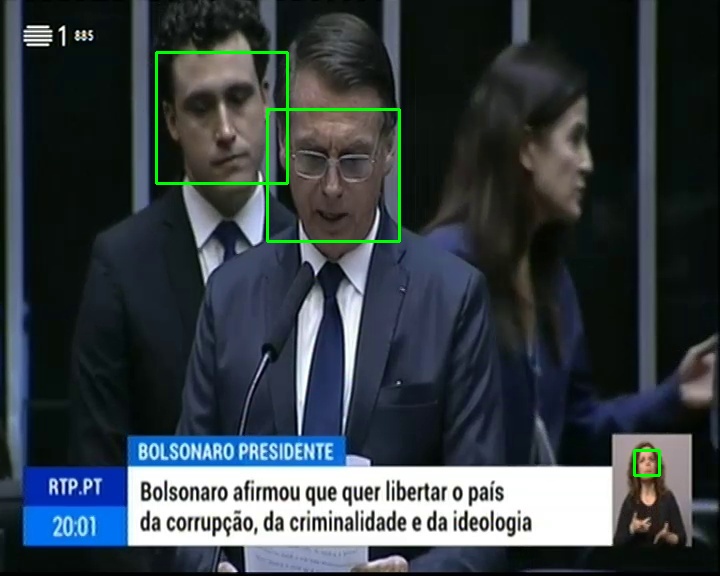 1 885
BOLSONARO PRESIDENTE
RTP.PT
Bolsonaro afirmou que quer libertar o país
20:01
da corrupção, da criminalidade e da ideologia